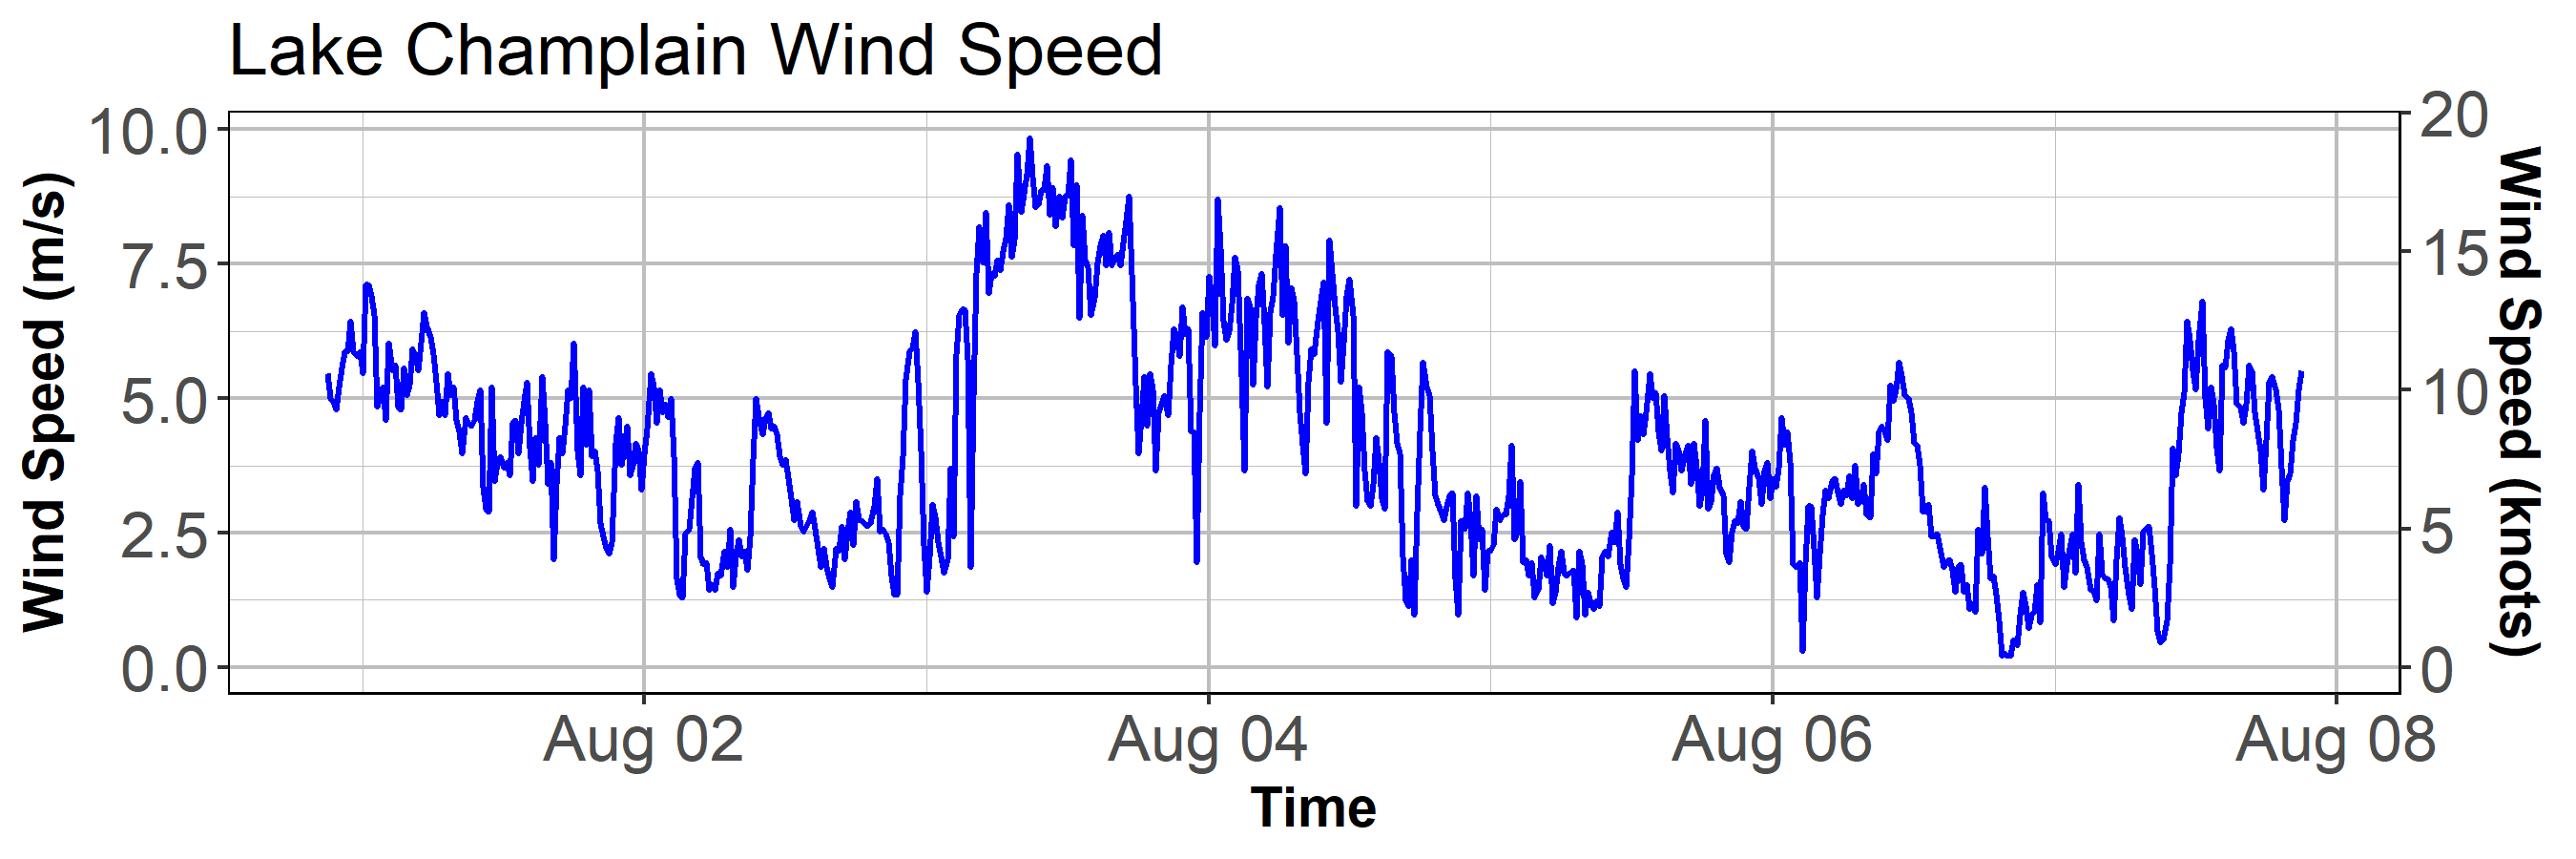 Lake Champlain Wind Speed
10.0
7.5
5.0
2.5
0.0
Wind Speed (m/s)
20
15
10
5
0
Wind Speed (knots)
Aug 02
Aug 04
Aug 06
Aug 08
Time